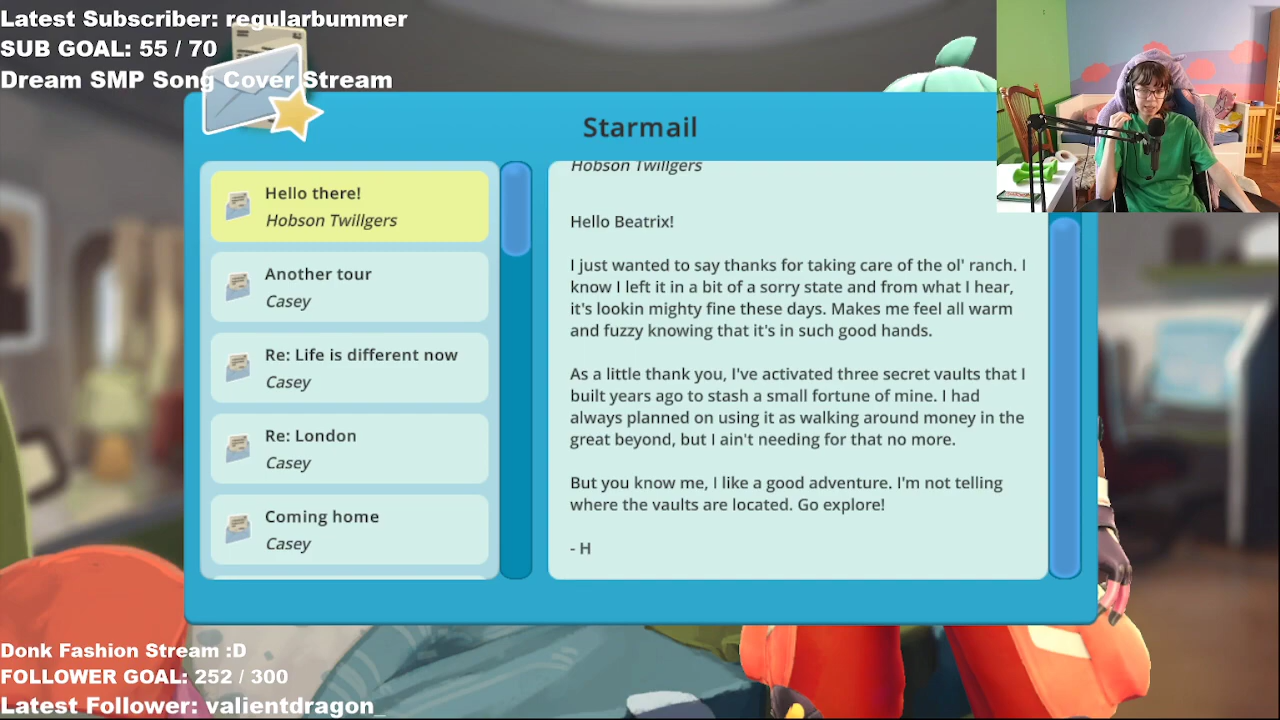 Latest Subscriber: regularbummer
SUB GOAL: 55 / 70
Dream SMP Song Cover Stream
Starmail
Hello there!
Hobson Twillgers
Another tour
Casey
Re: Life is different now
Casey
Re: London
Casey
Coming home
Casey
Hobson Twillgers
Hello Beatrix!
I just wanted to say thanks for taking care of the ol' ranch. I
know I left it in a bit of a sorry state and from what I hear,
it's lookin mighty fine these days. Makes me feel all warm
and fuzzy knowing that it's in such good hands.
As a little thank you, I've activated three secret vaults that I
built years ago to stash a small fortune of mine. I had
always planned on using it as walking around money in the
great beyond, but I ain't needing for that no more.
But you know me, I like a good adventure. I'm not telling
where the vaults are located. Go explore!
- H
Donk Fashion Stream :D
FOLLOWER GOAL: 252 / 300
Latest Follower: valientdragon_